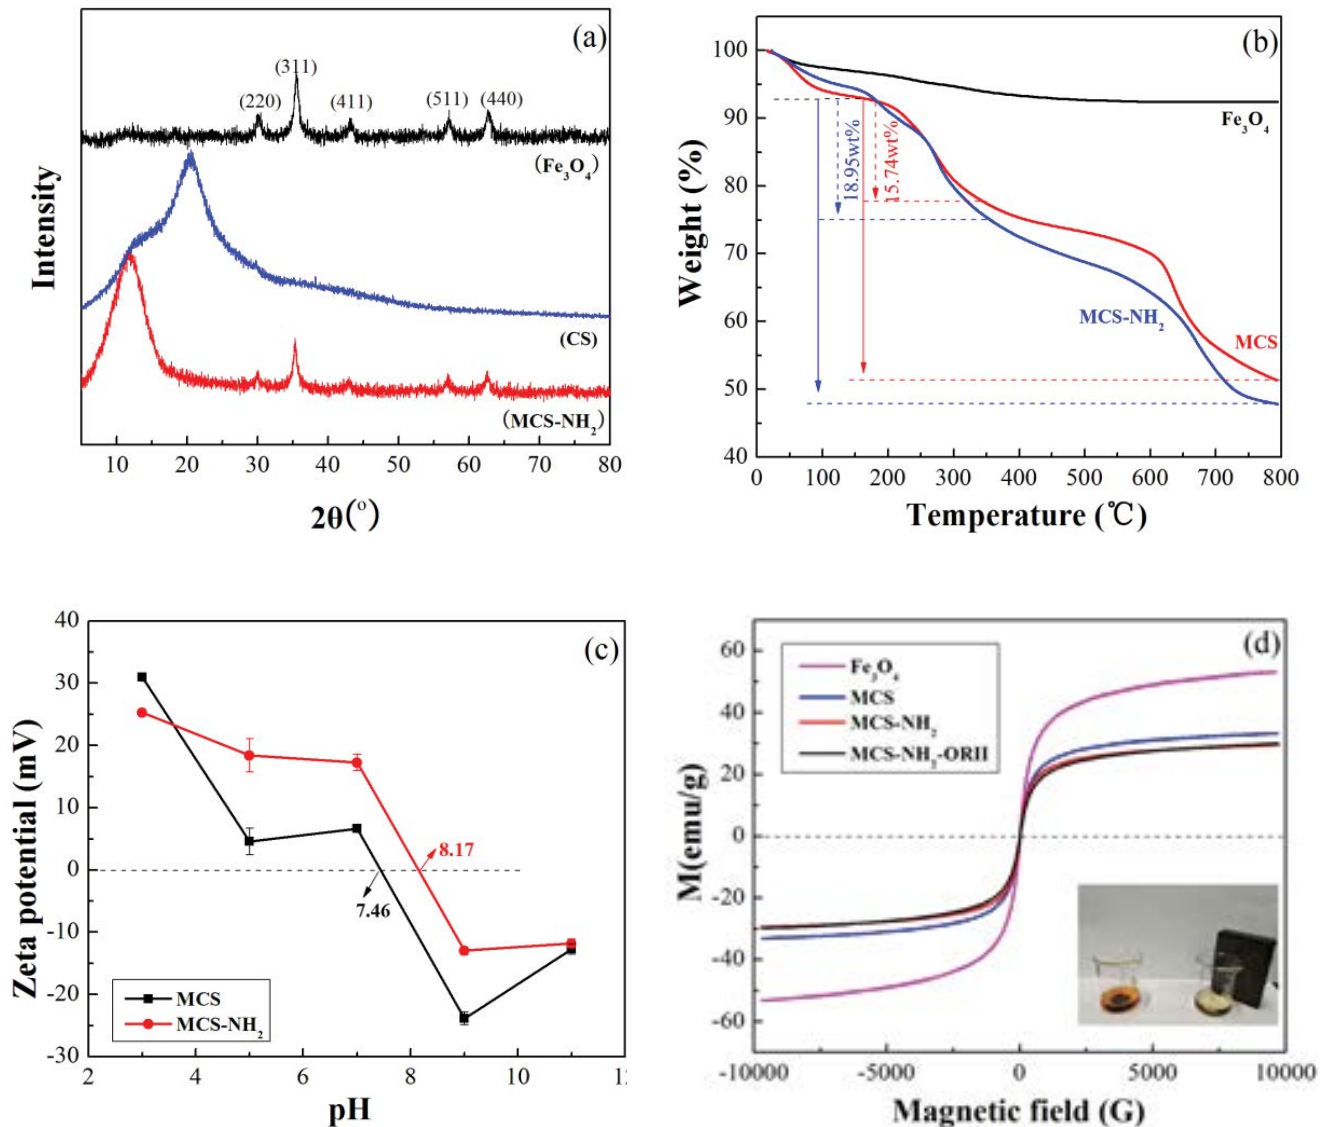 (a)
(311)
(220)
(411)
(511)
(440)
(Fe₃O₄)
(CS)
(MCS-NH₂)
Intensity
10 20 30 40 50 60 70 80
2θ(°)
(b)
100
90
80
70
60
50
40
Weight (%)
Fe₃O₄
18.95wt%
15.74wt%
MCS-NH₂
MCS
0 100 200 300 400 500 600 700 800
Temperature (℃)
(c)
40
30
20
10
0
-10
-20
-30
Zeta potential (mV)
8.17
7.46
MCS
MCS-NH₂
2 4 6 8 10
pH
(d)
60
40
20
0
-20
-40
-60
M(emu/g)
Fe₃O₄
MCS
MCS-NH₂
MCS-NH₂-ORII
-10000 -5000 0 5000 10000
Magnetic field (G)